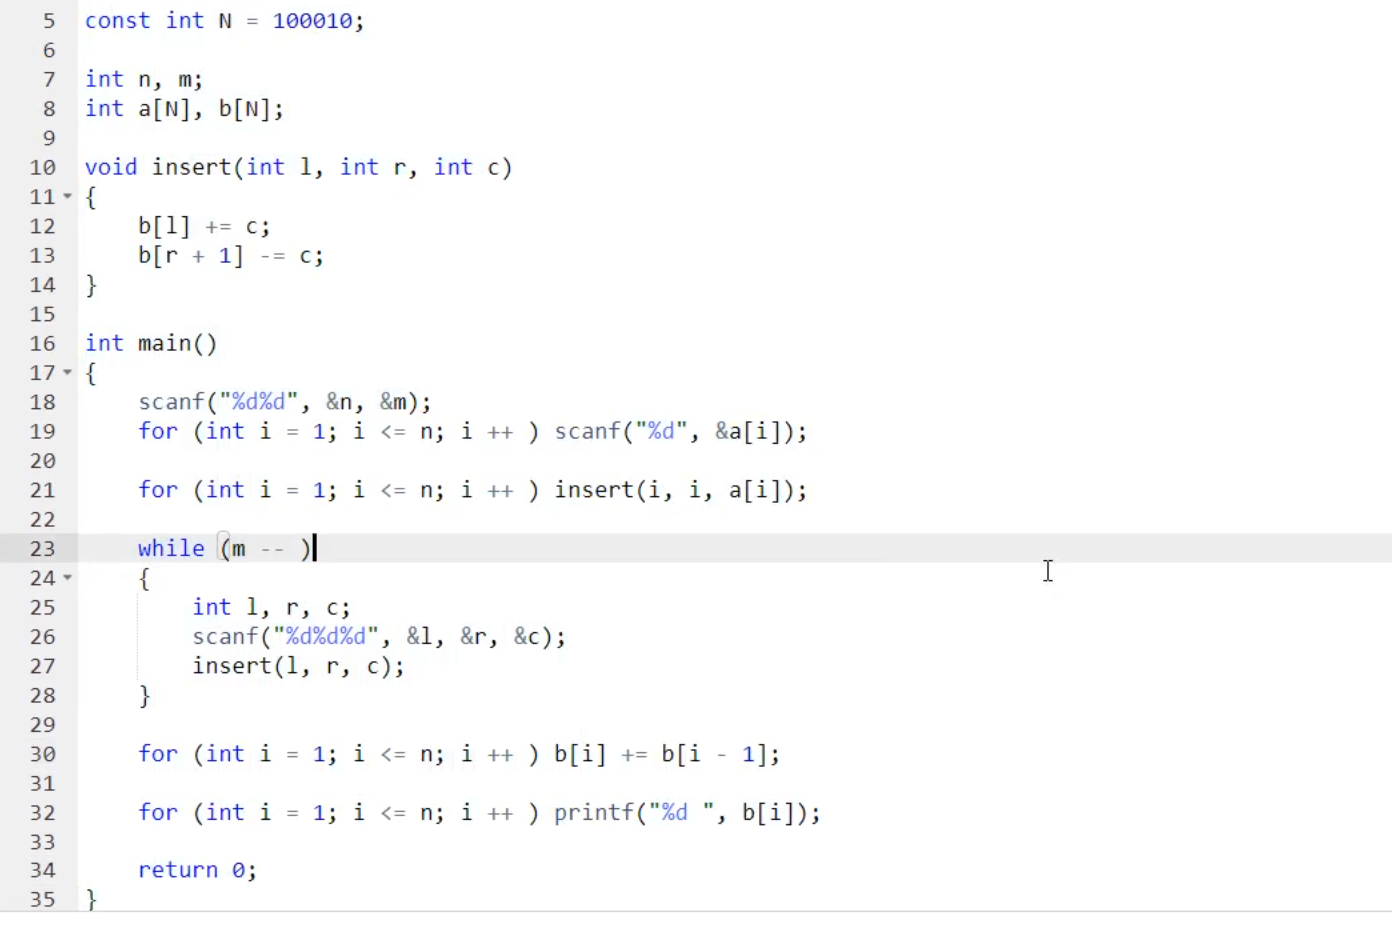 5 const int N = 100010;
6
7 int n, m;
8 int a[N], b[N];
9
10 void insert(int l, int r, int c)
11 {
12     b[l] += c;
13     b[r + 1] -= c;
14 }
15
16 int main()
17 {
18     scanf("%d%d", &n, &m);
19     for (int i = 1; i <= n; i ++ ) scanf("%d", &a[i]);
20
21     for (int i = 1; i <= n; i ++ ) insert(i, i, a[i]);
22
23     while (m -- )
24     {
25         int l, r, c;
26         scanf("%d%d%d", &l, &r, &c);
27         insert(l, r, c);
28     }
29
30     for (int i = 1; i <= n; i ++ ) b[i] += b[i - 1];
31
32     for (int i = 1; i <= n; i ++ ) printf("%d ", b[i]);
33
34     return 0;
35 }